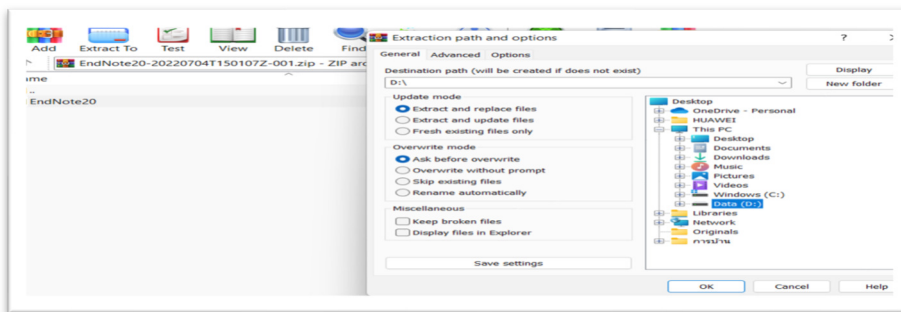 Add Extract To Test View Delete Find
EndNote20-20220704T150107Z-001.zip - ZIP arc
ame
..
EndNote20
Extraction path and options ?
General Advanced Options
Destination path (will be created if does not exist)
Display
D:\
New folder
Update mode
Extract and replace files
Extract and update files
Fresh existing files only
Overwrite mode
Ask before overwrite
Overwrite without prompt
Skip existing files
Rename automatically
Miscellaneous
Keep broken files
Display files in Explorer
Save settings
Desktop
OneDrive - Personal
HUAWEI
This PC
Desktop
Documents
Downloads
Music
Pictures
Videos
Windows (C:)
Data (D:)
Libraries
Network
Originals
การบ้าน
OK Cancel Help